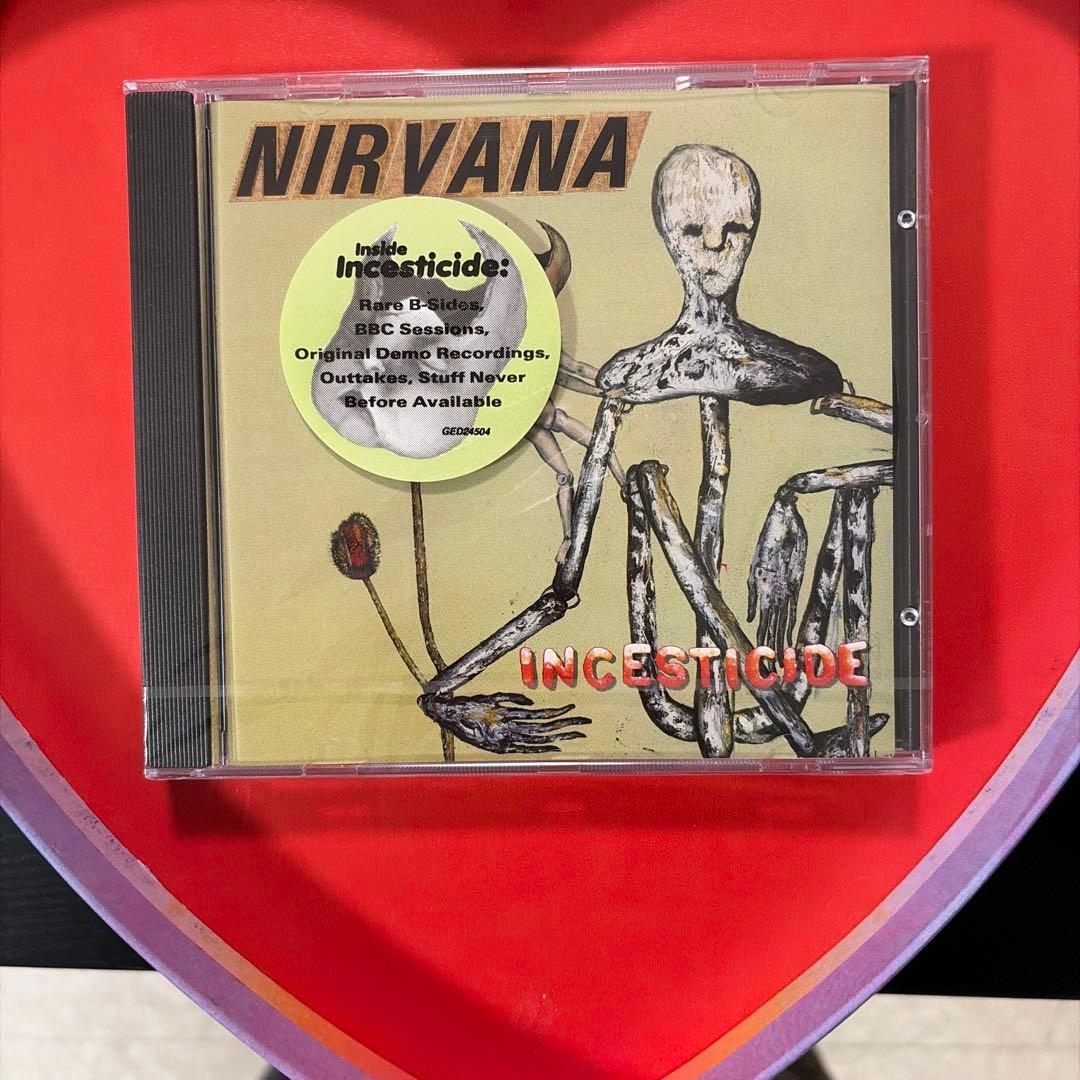 NIRVANA
Inside
Incesticide:
Rare B-Sides,
BBC Sessions,
Original Demo Recordings,
Outtakes, Stuff Never
Before Available
GED24504
INCESTICIDE